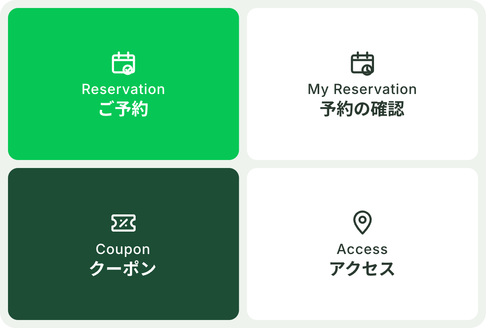 Reservation
ご予約
My Reservation
予約の確認
Coupon
クーポン
Access
アクセス